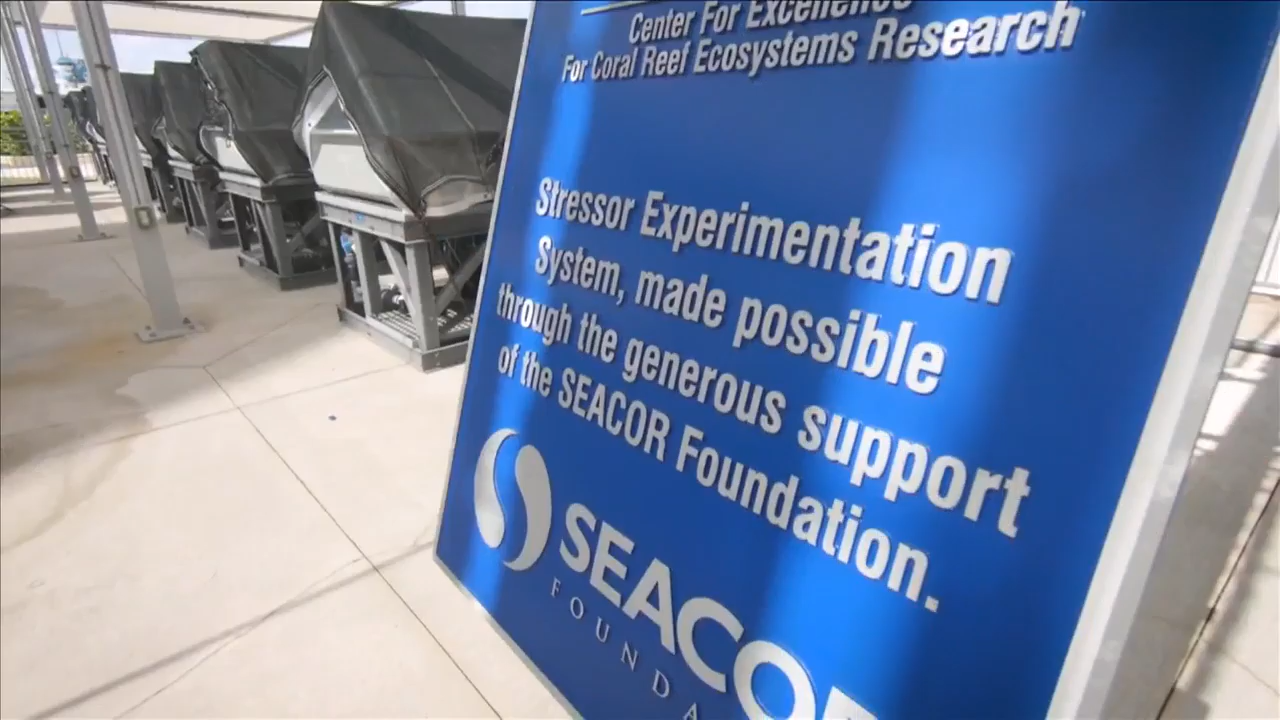 Center For Excellence
For Coral Reef Ecosystems Research
Stressor Experimentation
System, made possible
through the generous support
of the SEACOR Foundation.
SEACOR
FOUNDA